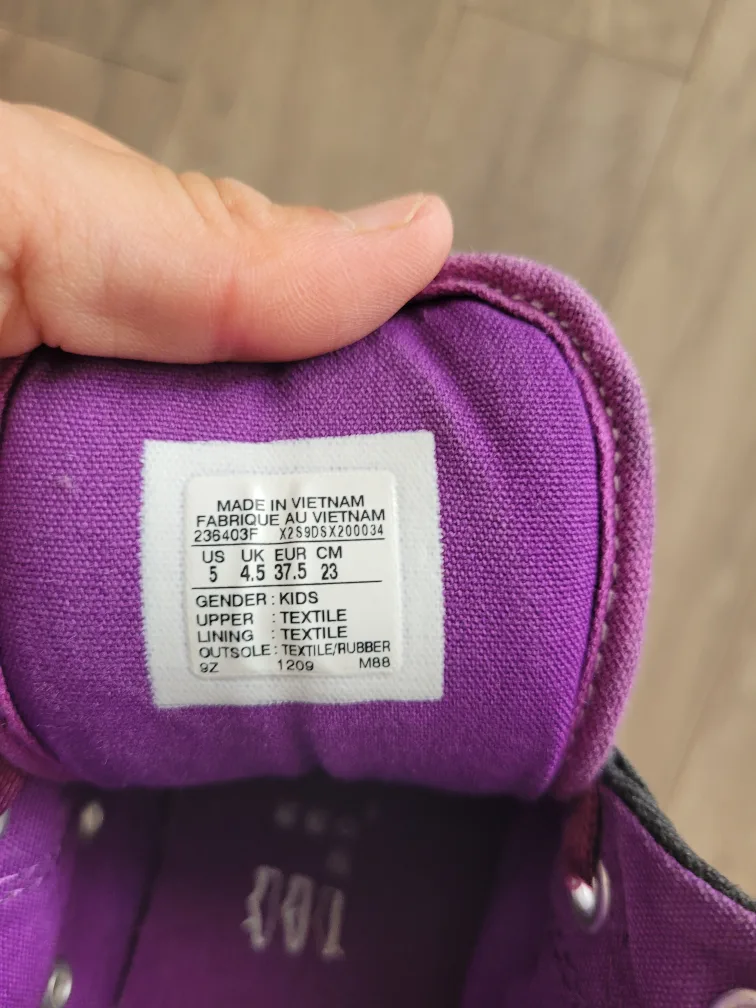 MADE IN VIETNAM
FABRIQUE AU VIETNAM
236403F X2S9DSX200034
US UK EUR CM
5 4.5 37.5 23
GENDER : KIDS
UPPER : TEXTILE
LINING : TEXTILE
OUTSOLE : TEXTILE/RUBBER
9Z 1209 M88